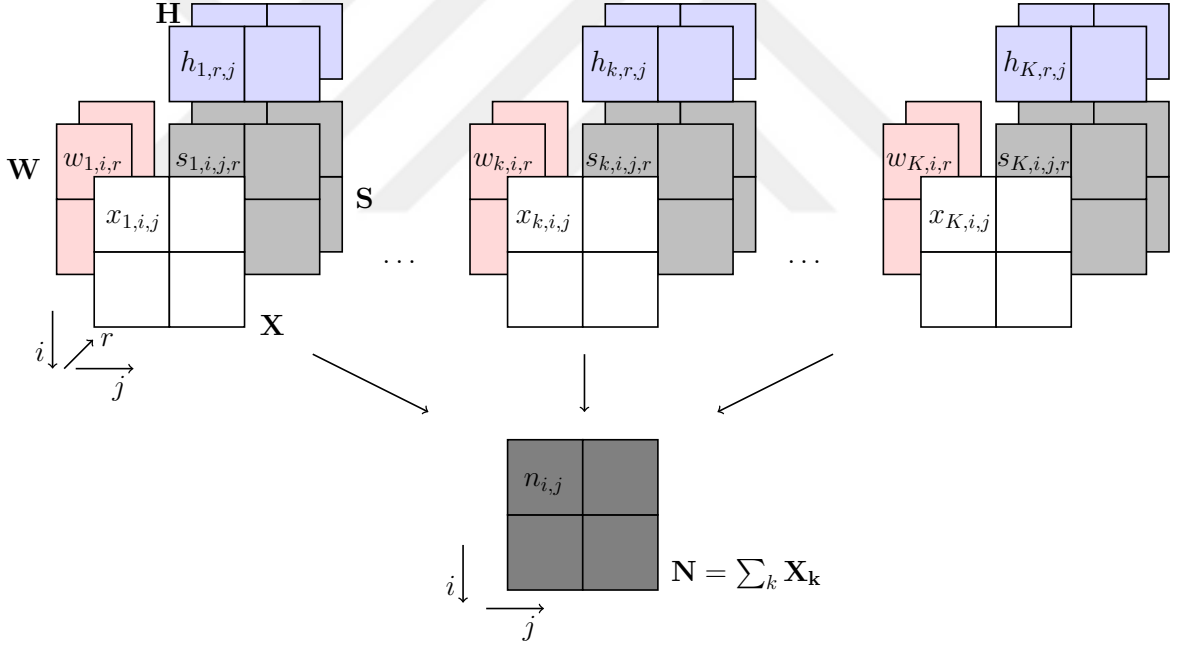 H
h_{1,r,j} h_{k,r,j} h_{K,r,j}
W w_{1,i,r} s_{1,i,j,r} w_{k,i,r} s_{k,i,j,r} w_{K,i,r} s_{K,i,j,r}
S
x_{1,i,j} x_{k,i,j} x_{K,i,j}
... ...
X
i r
j
n_{i,j}
i N = ∑_k X_k
j